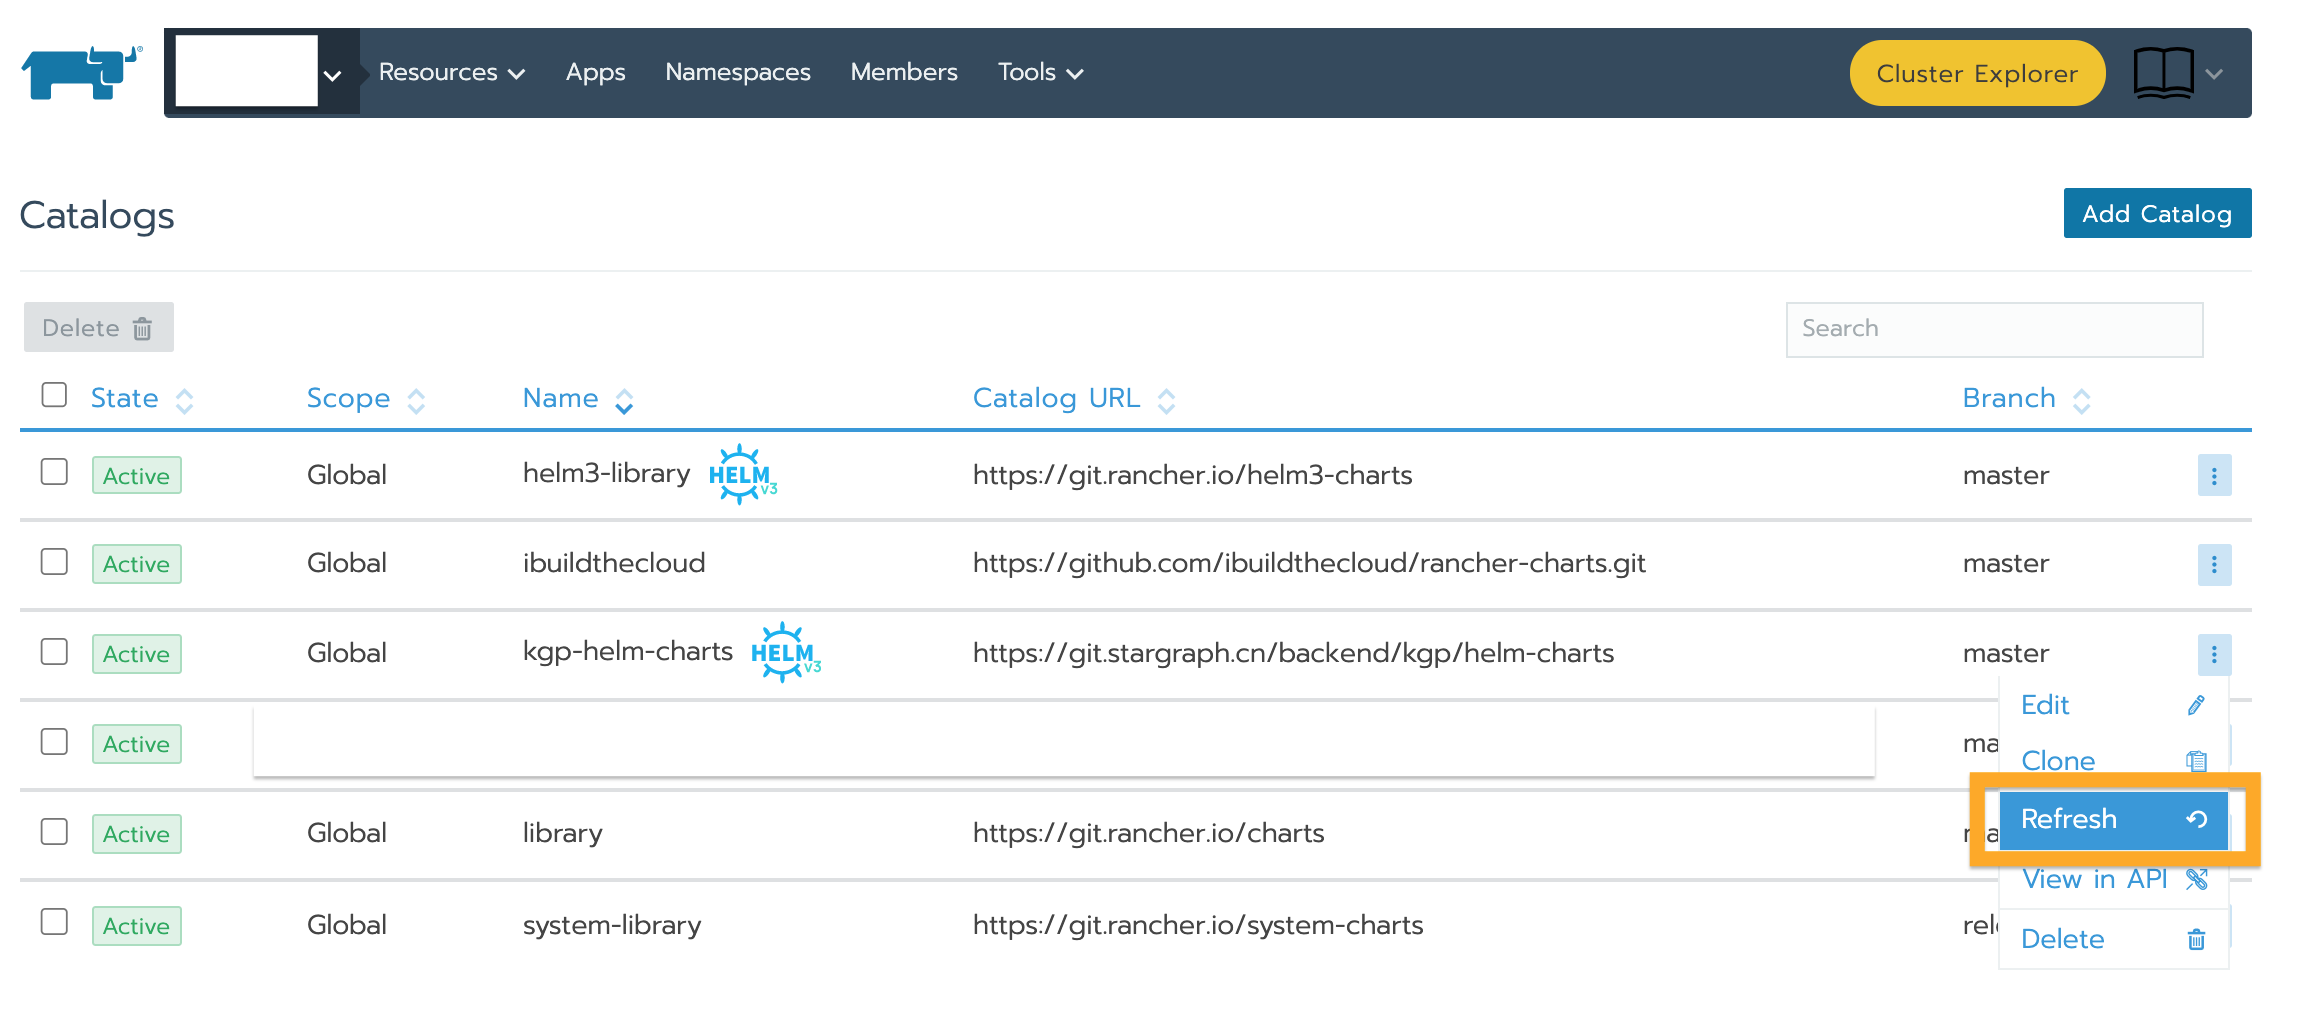 Resources Apps Namespaces Members Tools Cluster Explorer
Catalogs Add Catalog
Delete Search
State Scope Name Catalog URL Branch
Active Global helm3-library HELM v3 https://git.rancher.io/helm3-charts master
Active Global ibuildthecloud https://github.com/ibuildthecloud/rancher-charts.git master
Active Global kgp-helm-charts HELM v3 https://git.stargraph.cn/backend/kgp/helm-charts master
Edit
Active ma
Clone
Refresh
Active Global library https://git.rancher.io/charts ma
View in API
Active Global system-library https://git.rancher.io/system-charts rel
Delete